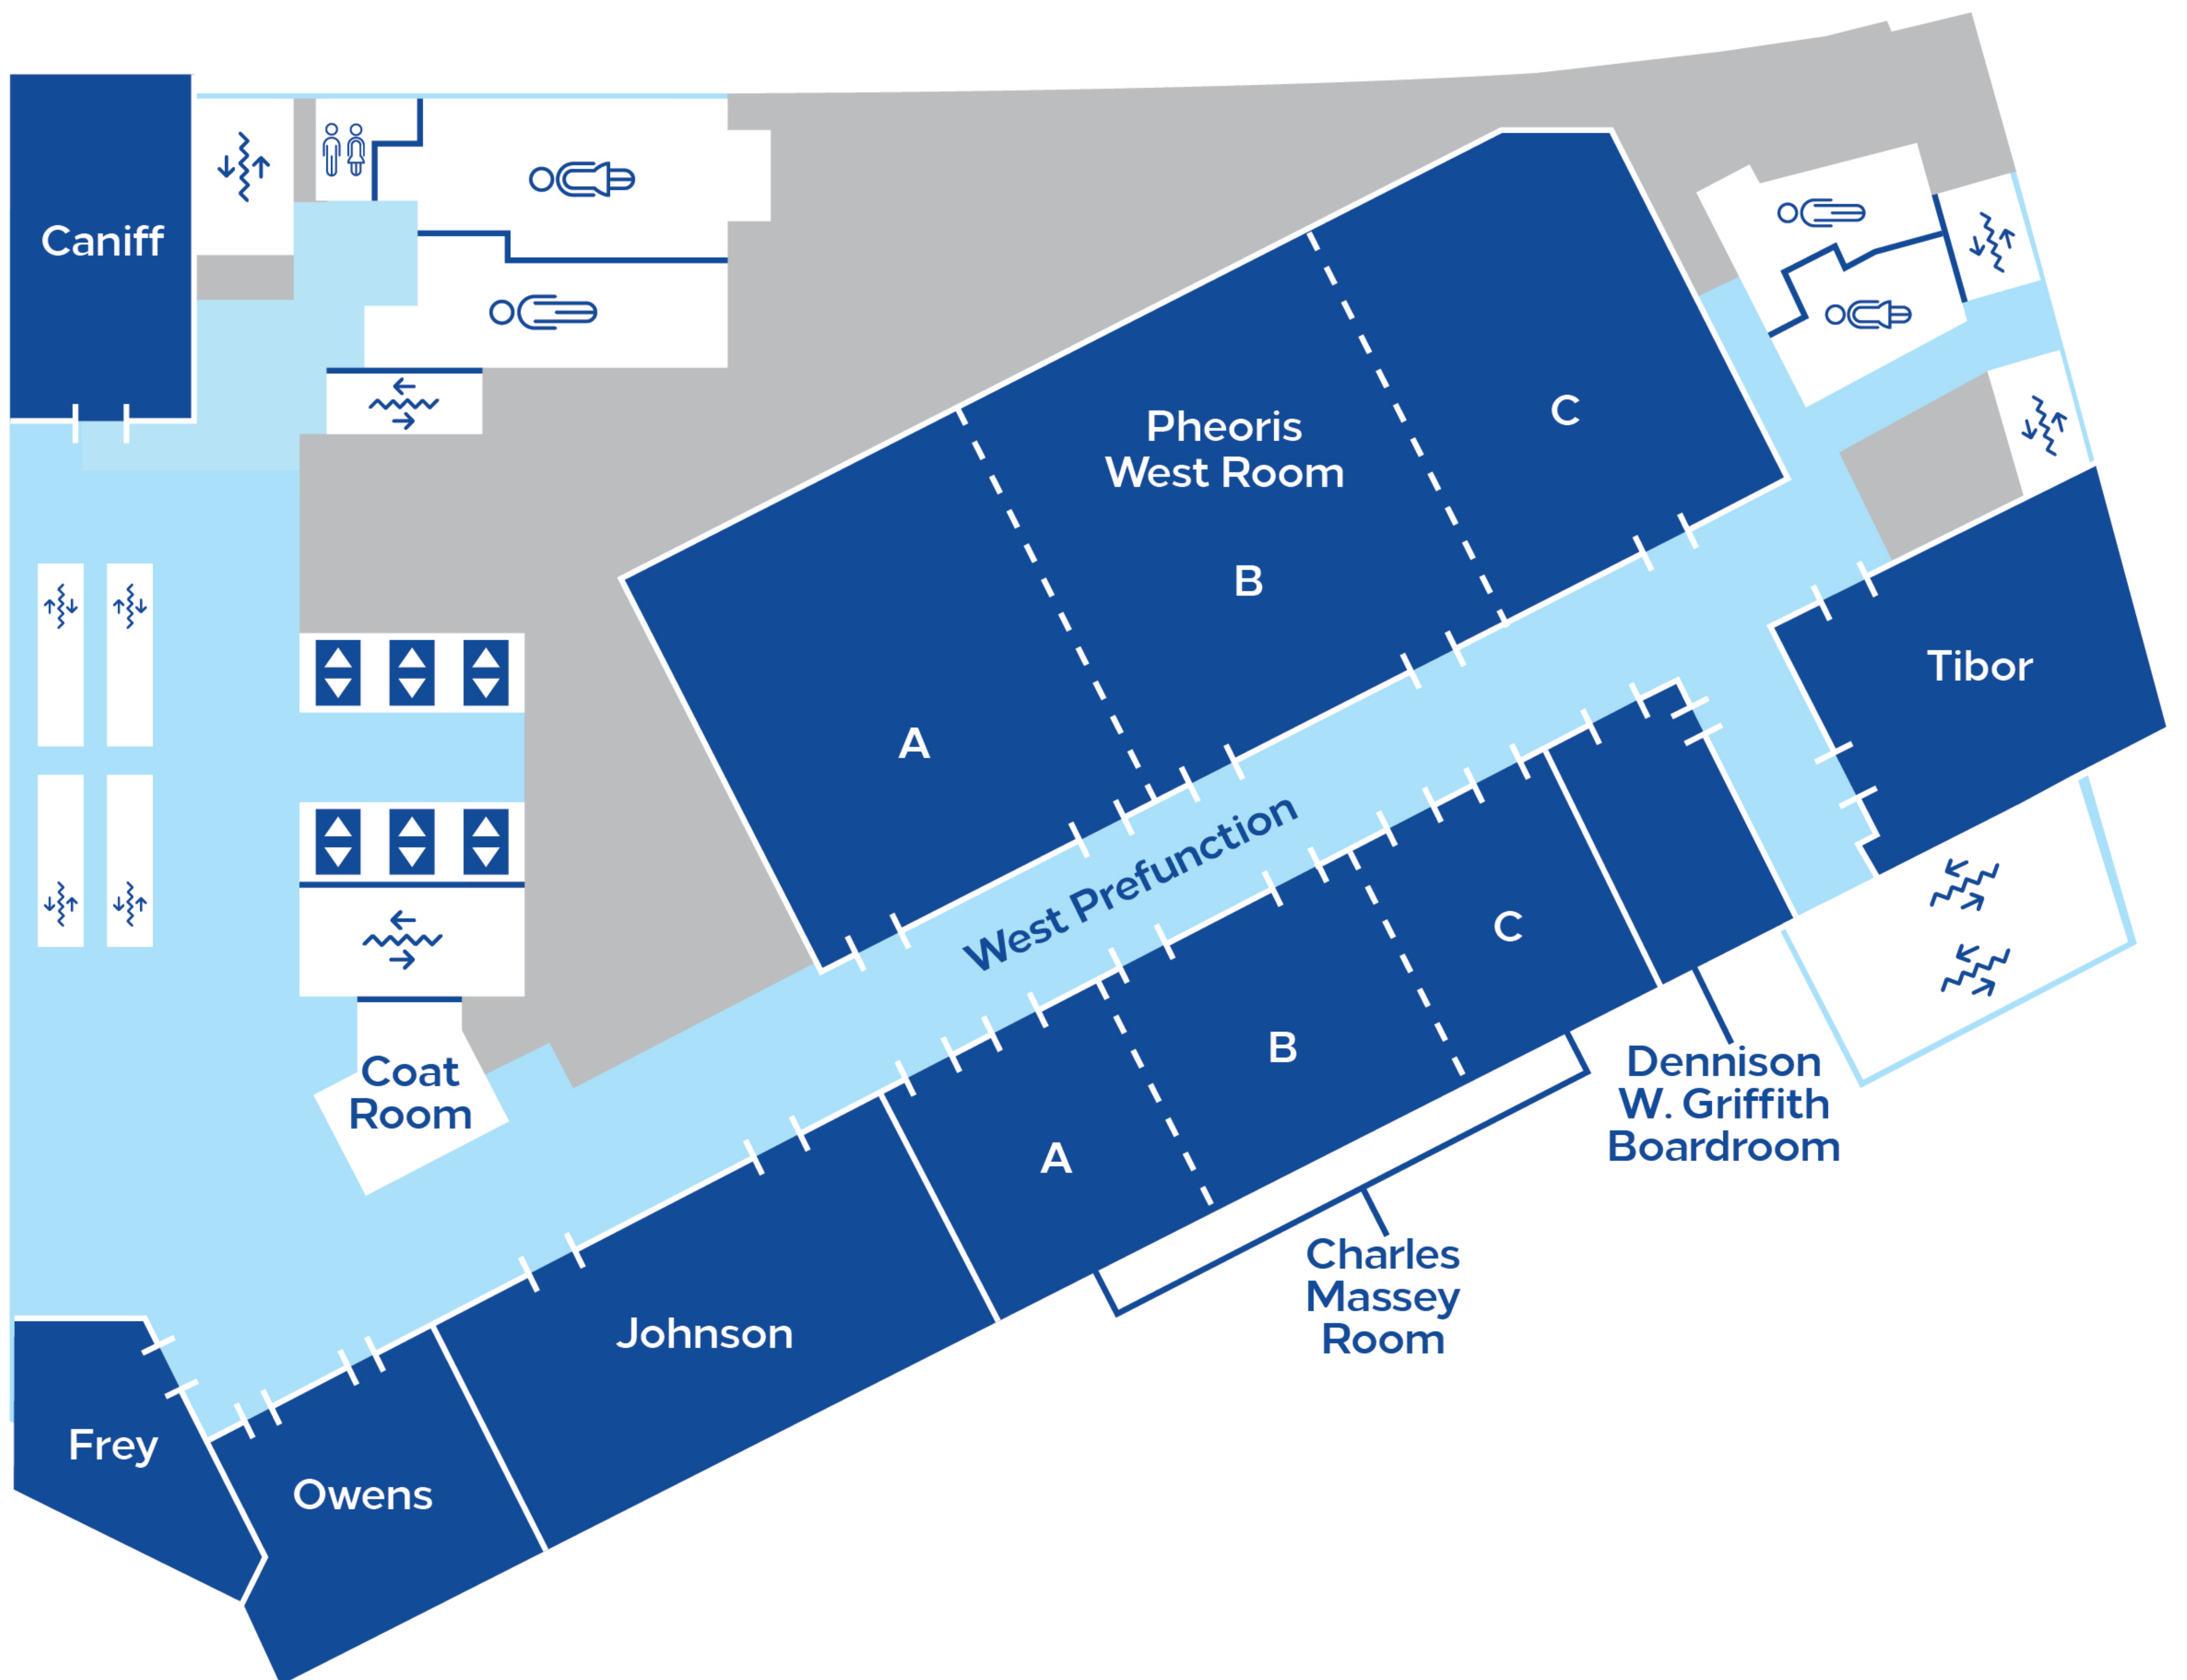 Caniff
Pheoris
West Room
A
B
C
Tibor
West Prefunction
Coat
Room
A
B
C
Dennison
W. Griffith
Boardroom
Charles
Massey
Room
Johnson
Frey
Owens